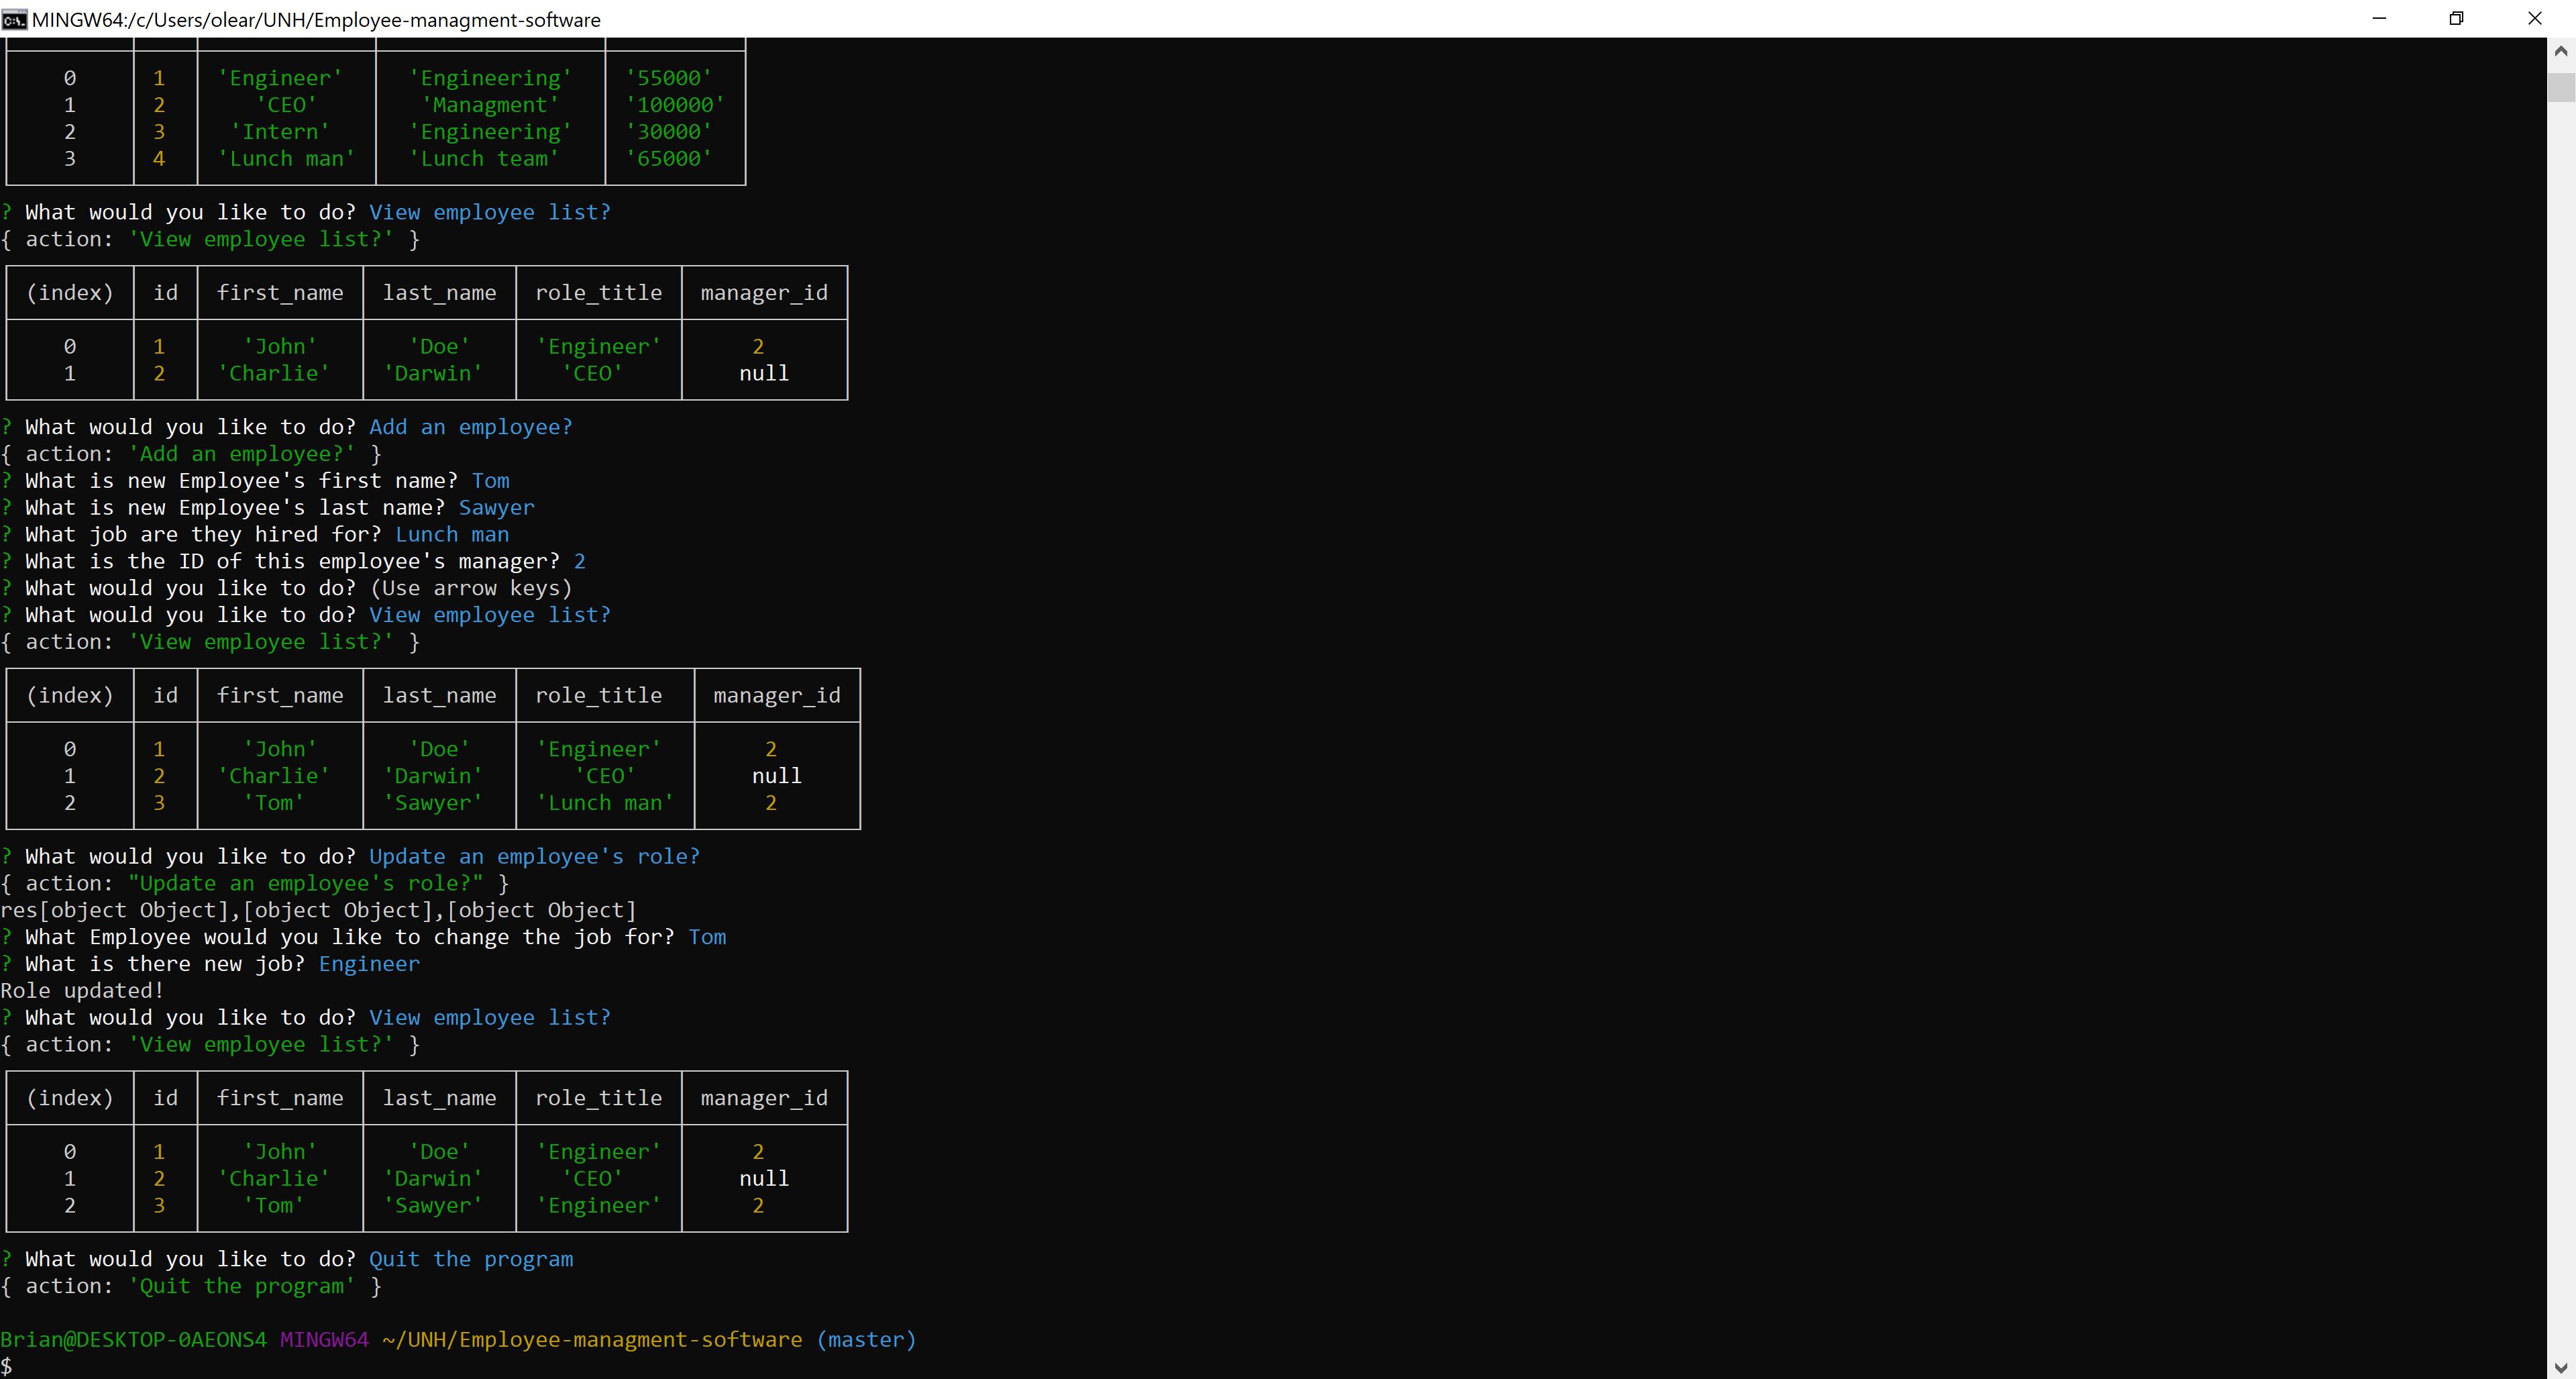 MINGW64:/c/Users/olear/UNH/Employee-managment-software
0 1 'Engineer' 'Engineering' '55000'
1 2 'CEO' 'Managment' '100000'
2 3 'Intern' 'Engineering' '30000'
3 4 'Lunch man' 'Lunch team' '65000'
? What would you like to do? View employee list?
{ action: 'View employee list?' }
(index) id first_name last_name role_title manager_id
0 1 'John' 'Doe' 'Engineer' 2
1 2 'Charlie' 'Darwin' 'CEO' null
? What would you like to do? Add an employee?
{ action: 'Add an employee?' }
? What is new Employee's first name? Tom
? What is new Employee's last name? Sawyer
? What job are they hired for? Lunch man
? What is the ID of this employee's manager? 2
? What would you like to do? (Use arrow keys)
? What would you like to do? View employee list?
{ action: 'View employee list?' }
(index) id first_name last_name role_title manager_id
0 1 'John' 'Doe' 'Engineer' 2
1 2 'Charlie' 'Darwin' 'CEO' null
2 3 'Tom' 'Sawyer' 'Lunch man' 2
? What would you like to do? Update an employee's role?
{ action: "Update an employee's role?" }
res[object Object],[object Object],[object Object]
? What Employee would you like to change the job for? Tom
? What is there new job? Engineer
Role updated!
? What would you like to do? View employee list?
{ action: 'View employee list?' }
(index) id first_name last_name role_title manager_id
0 1 'John' 'Doe' 'Engineer' 2
1 2 'Charlie' 'Darwin' 'CEO' null
2 3 'Tom' 'Sawyer' 'Engineer' 2
? What would you like to do? Quit the program
{ action: 'Quit the program' }
Brian@DESKTOP-0AEONS4 MINGW64 ~/UNH/Employee-managment-software (master)
$